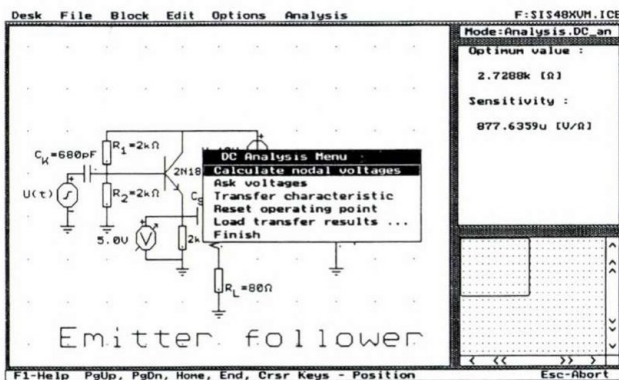 Desk File Block Edit Options Analysis F:SIS48XVM.ICE
Mode:Analysis.DC_an
Optimum value :
2.7288k [Ω]
Sensitivity :
877.6359u [V/Ω]
R1=2kΩ
CK=680pF
2N18
U(t)
R2=2kΩ
5.0V
V
2k
RL=80Ω
DC Analysis Menu
Calculate nodal voltages
Ask voltages
Transfer characteristic
Reset operating point
Load transfer results ...
Finish
Emitter follower
F1-Help PgUp, PgDn, Home, End, Crsr Keys - Position Esc-Abort